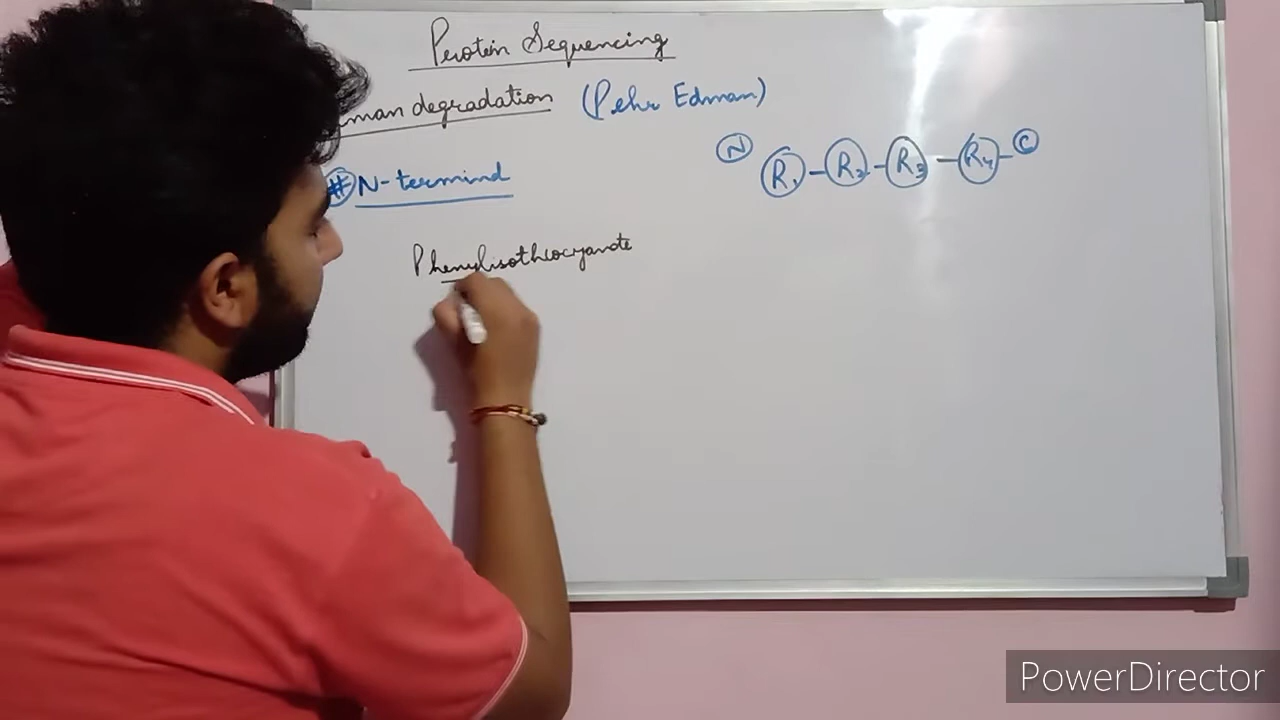 Protein Sequencing
man degradation (Pehr Edman)
# N-terminal
N R1 - R2 - R3 - R4 - C
Phenylisothiocyanate
PowerDirector